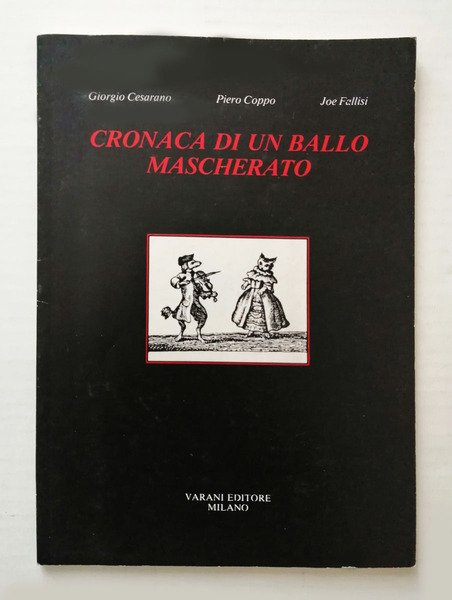 Giorgio Cesarano Piero Coppo Joe Fallisi
CRONACA DI UN BALLO
MASCHERATO
VARANI EDITORE
MILANO